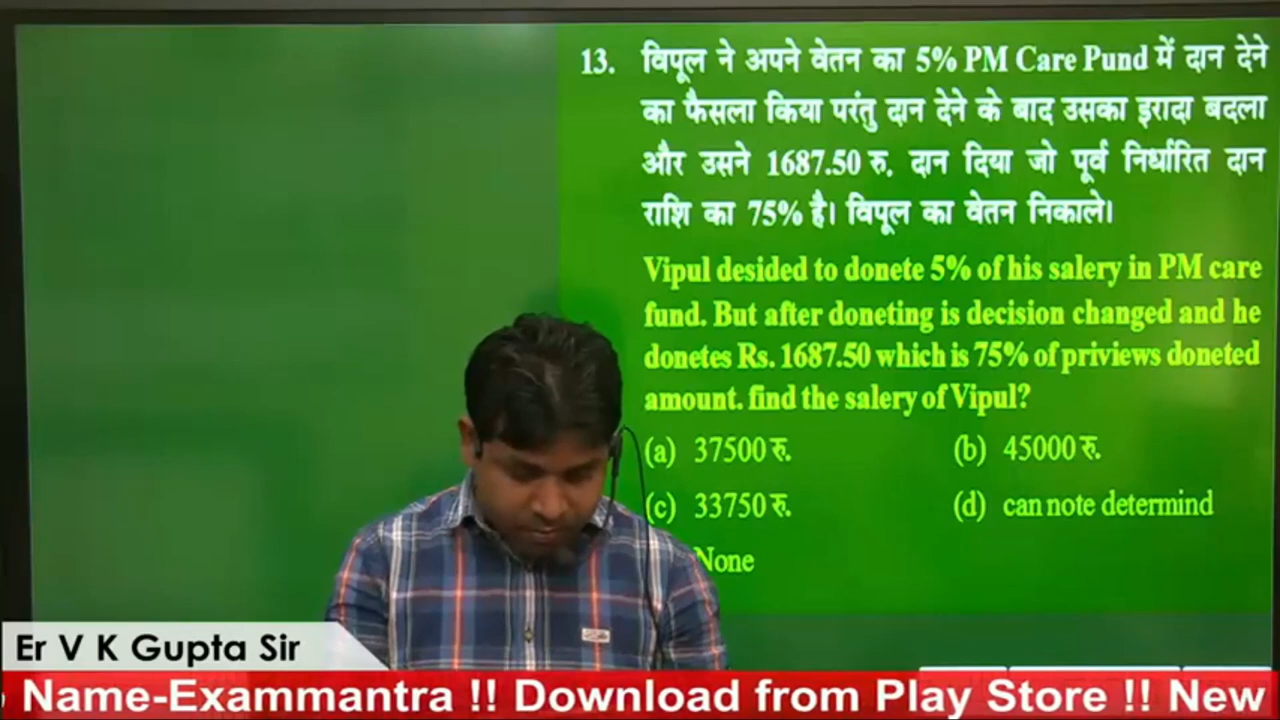 13. विपूल ने अपने वेतन का 5% PM Care Pund में दान देने
का फैसला किया परंतु दान देने के बाद उसका इरादा बदला
और उसने 1687.50 रु. दान दिया जो पूर्व निर्धारित दान
राशि का 75% है। विपूल का वेतन निकाले।
Vipul desided to donete 5% of his salery in PM care
fund. But after doneting is decision changed and he
donetes Rs. 1687.50 which is 75% of priviews doneted
amount. find the salery of Vipul?
(a) 37500 रु. (b) 45000 रु.
(c) 33750 रु. (d) can note determind
None
Er V K Gupta Sir
Name-Exammantra !! Download from Play Store !! New